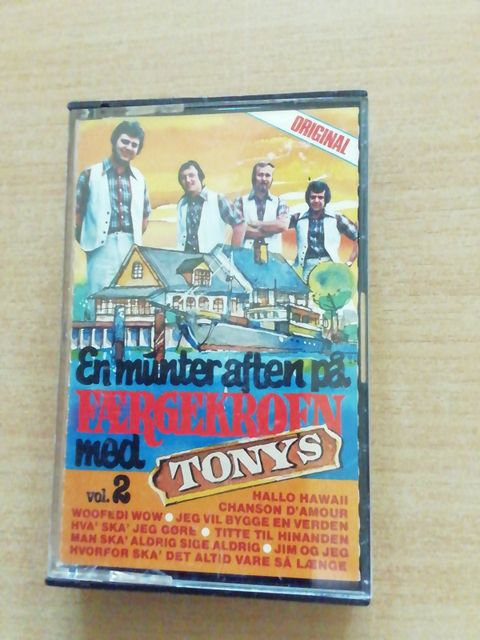 ORIGINAL
En munter aften på
FÆRGEKROEN
med TONYS
vol. 2
HALLO HAWAII
CHANSON D'AMOUR
WOOFEDI WOW • JEG VIL BYGGE EN VERDEN
HVA' SKA' JEG GØRE • TITTE TIL HINANDEN
MAN SKA' ALDRIG SIGE ALDRIG • JIM OG JEG
HVORFOR SKA' DET ALTID VARE SÅ LÆNGE